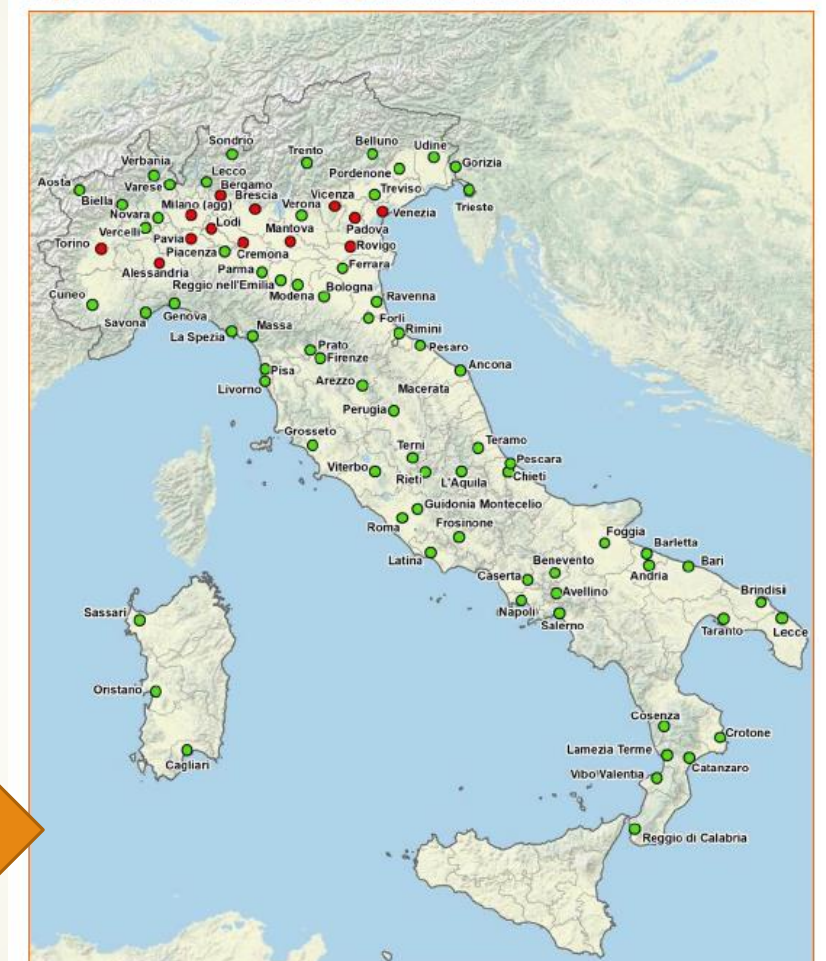 Sondrio
Trento
Belluno
Udine
Verbania
Lecco
Pordenone
Gorizia
Aosta
Varese
Bergamo
Treviso
Biella
Milano (agg)
Brescia
Vicenza
Trieste
Novara
Verona
Venezia
Vercelli
Lodi
Mantova
Padova
Torino
Pavia
Rovigo
Piacenza
Cremona
Alessandria
Parma
Ferrara
Reggio nell'Emilia
Bologna
Cuneo
Modena
Ravenna
Savona
Genova
Forlì
La Spezia
Massa
Rimini
Prato
Pesaro
Firenze
Pisa
Ancona
Livorno
Arezzo
Macerata
Perugia
Grosseto
Terni
Teramo
Viterbo
Pescara
Rieti
L'Aquila
Chieti
Guidonia Montecelio
Roma
Frosinone
Foggia
Barletta
Latina
Benevento
Bari
Caserta
Andria
Avellino
Brindisi
Napoli
Sassari
Salerno
Taranto
Lecce
Oristano
Cosenza
Crotone
Lamezia Terme
Cagliari
Catanzaro
Vibo Valentia
Reggio di Calabria